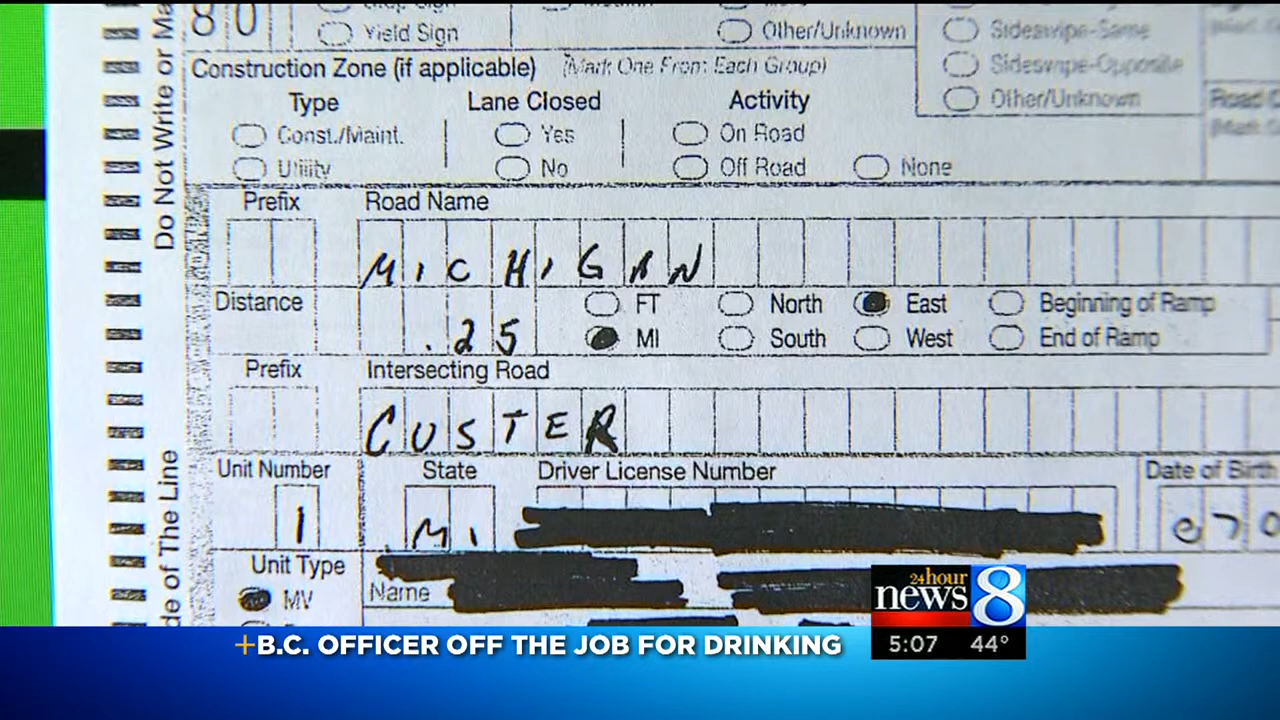 80
Yield Sign
Other/Unknown
Sideswipe-Same
Sideswipe-Opposite
Other/Unknown
Construction Zone (if applicable) (Mark One From Each Group)
Type Lane Closed Activity
Const./Maint. Yes On Road
Utility No Off Road None
Do Not Write or
Prefix Road Name
MICHIGAN
Distance FT North East Beginning of Ramp
.25 MI South West End of Ramp
Prefix Intersecting Road
CUSTER
Unit Number State Driver License Number Date of Birth
1 MI 070
Unit Type
MV Name
of The Line
24hour
news 8
+B.C. OFFICER OFF THE JOB FOR DRINKING
5:07 44°